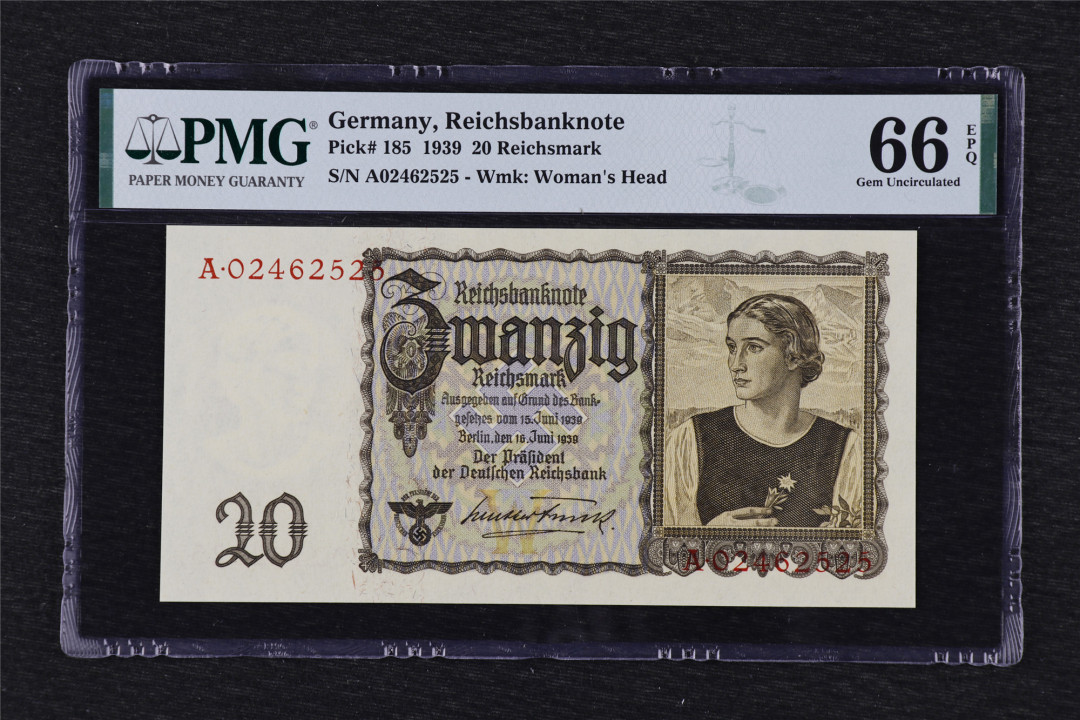 PMG®
PAPER MONEY GUARANTY
Germany, Reichsbanknote
Pick# 185 1939 20 Reichsmark
S/N A02462525 - Wmk: Woman's Head
66
EPQ
Gem Uncirculated
A·02462525
Reichsbanknote
Zwanzig
Reichsmark
Ausgegeben auf Grund des Bank-
gesetzes vom 15. Juni 1939
Berlin, den 16. Juni 1939
Der Präsident
der Deutschen Reichsbank
20
A·02462525